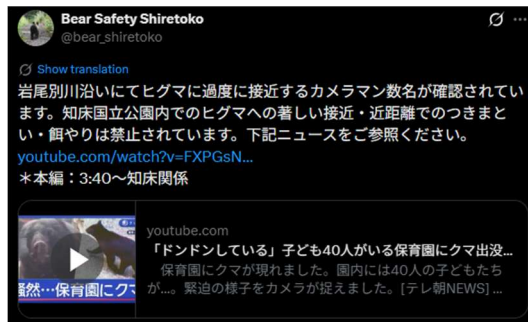 Bear Safety Shiretoko
@bear_shiretoko
Show translation
岩尾別川沿いにてヒグマに過度に接近するカメラマン数名が確認されてい
ます。知床国立公園内でのヒグマへの著しい接近・近距離でのつきまと
い・餌やりは禁止されています。下記ニュースをご参照ください。
youtube.com/watch?v=FXPGsN…
＊本編：3:40〜知床関係
youtube.com
「ドンドンしている」子ども40人がいる保育園にクマ出没…
保育園にクマが現れました。園内には40人の子どもたち
が…。緊迫の様子をカメラが捉えました。[テレ朝NEWS] …
騒然…保育園にクマ